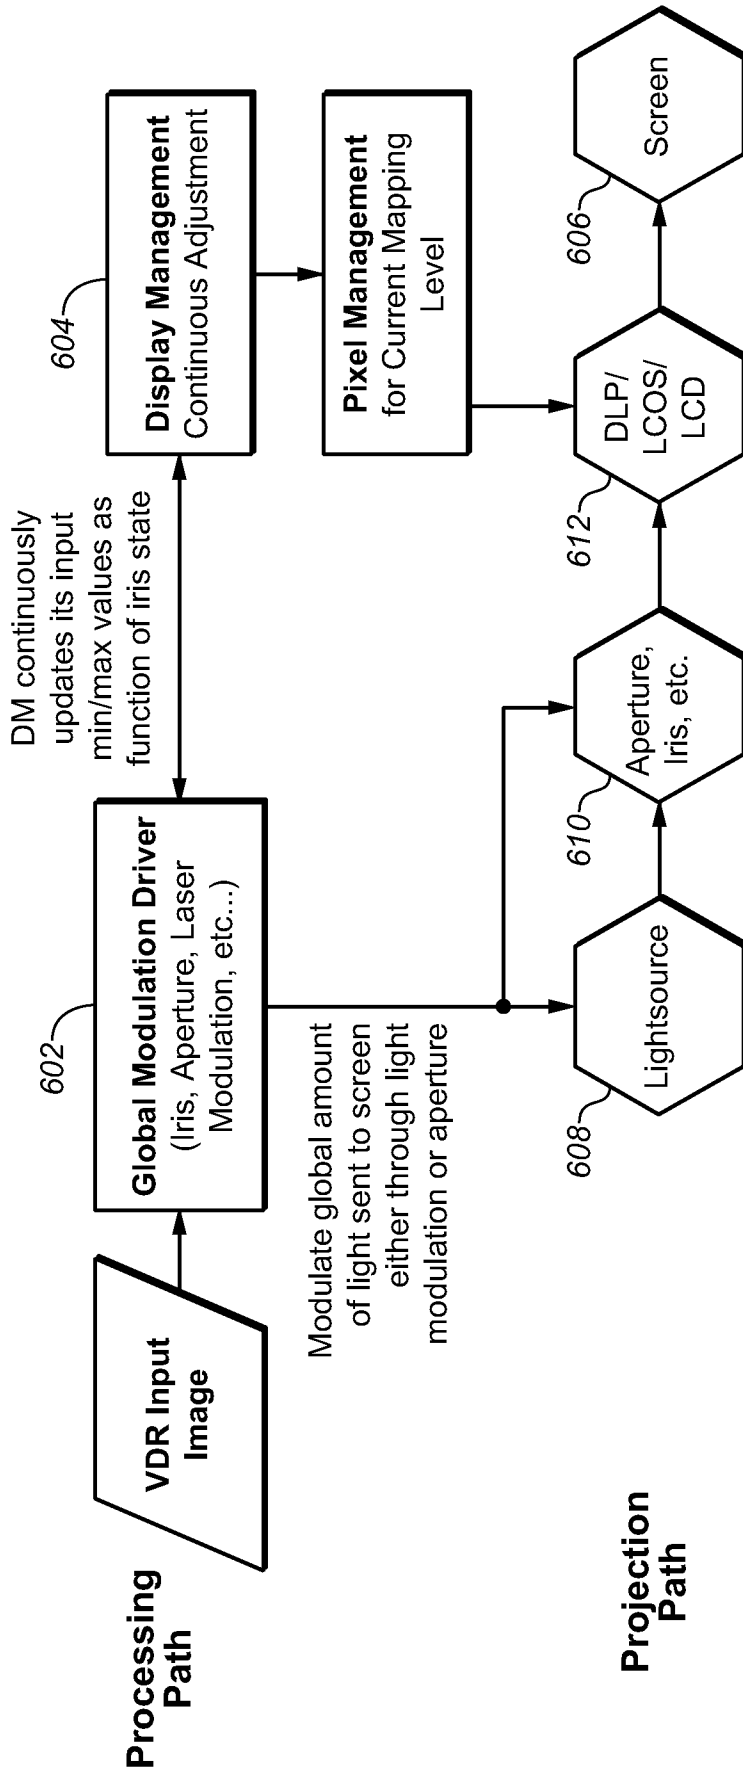 Processing
Path
VDR Input
Image
602
Global Modulation Driver
(Iris, Aperture, Laser
Modulation, etc...)
DM continuously
updates its input
min/max values as
function of iris state
604
Display Management
Continuous Adjustment
Modulate global amount
of light sent to screen
either through light
modulation or aperture
Pixel Management
for Current Mapping
Level
Projection
Path
608
Lightsource
610
Aperture,
Iris, etc.
612
DLP/
LCOS/
LCD
606
Screen